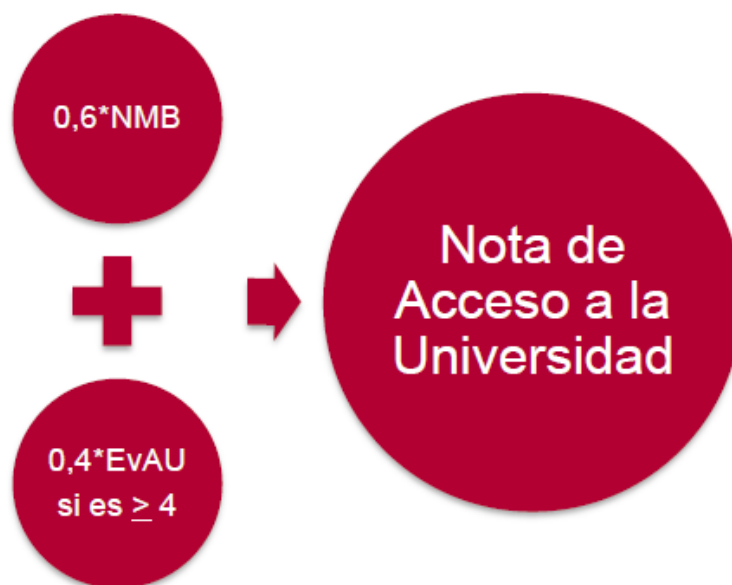 0,6*NMB
0,4*EvAU
si es ≥ 4
Nota de
Acceso a la
Universidad